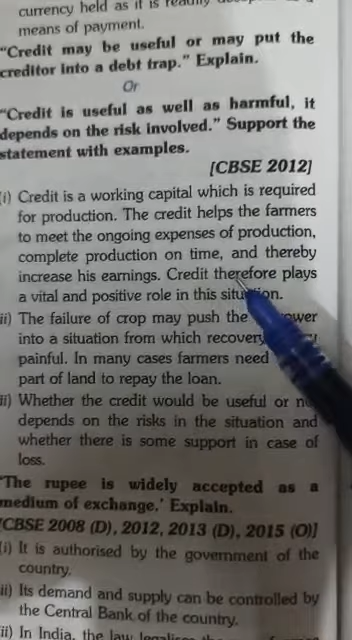 currency held as it is
means of payment.
"Credit may be useful or may put the
creditor into a debt trap." Explain.
Or
"Credit is useful as well as harmful, it
depends on the risk involved." Support the
statement with examples.
[CBSE 2012]
(i) Credit is a working capital which is required
for production. The credit helps the farmers
to meet the ongoing expenses of production,
complete production on time, and thereby
increase his earnings. Credit therefore plays
a vital and positive role in this situation.
ii) The failure of crop may push the
into a situation from which recovery
painful. In many cases farmers need
part of land to repay the loan.
ii) Whether the credit would be useful or
depends on the risks in the situation and
whether there is some support in case of
loss.
'The rupee is widely accepted as a
medium of exchange.' Explain.
[CBSE 2008 (D), 2012, 2013 (D), 2015 (O)]
(i) It is authorised by the government of the
country.
ii) Its demand and supply can be controlled by
the Central Bank of the country.
ii) In India, the law